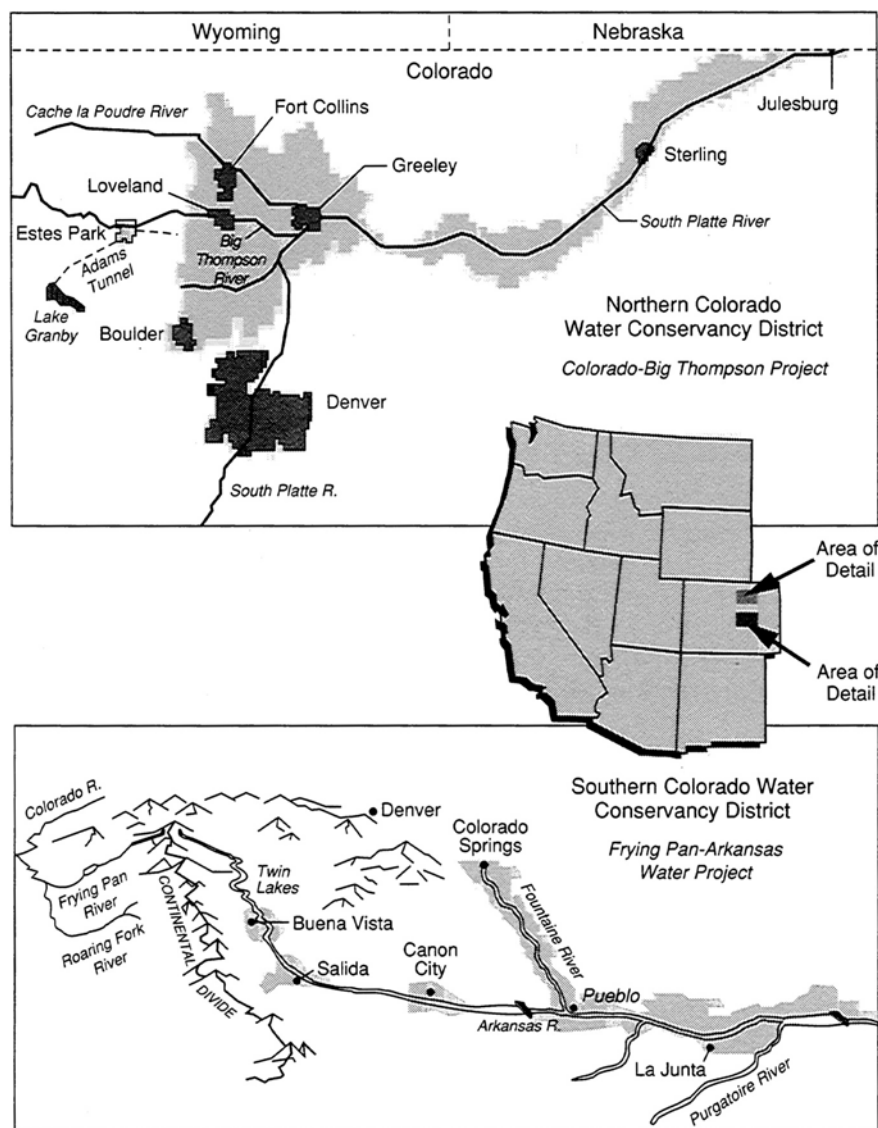 Wyoming
Nebraska
Colorado
Cache la Poudre River
Fort Collins
Julesburg
Sterling
Greeley
Loveland
South Platte River
Estes Park
Big
Thompson
River
Adams
Tunnel
Lake
Granby
Boulder
Northern Colorado
Water Conservancy District
Colorado-Big Thompson Project
Denver
South Platte R.
Area of
Detail
Area of
Detail
Southern Colorado Water
Conservancy District
Frying Pan-Arkansas
Water Project
Colorado R.
Denver
Colorado
Springs
Twin
Lakes
Frying Pan
River
CONTINENTAL
DIVIDE
Fountaine River
Buena Vista
Roaring Fork
River
Canon
City
Salida
Pueblo
Arkansas R.
La Junta
Purgatoire River